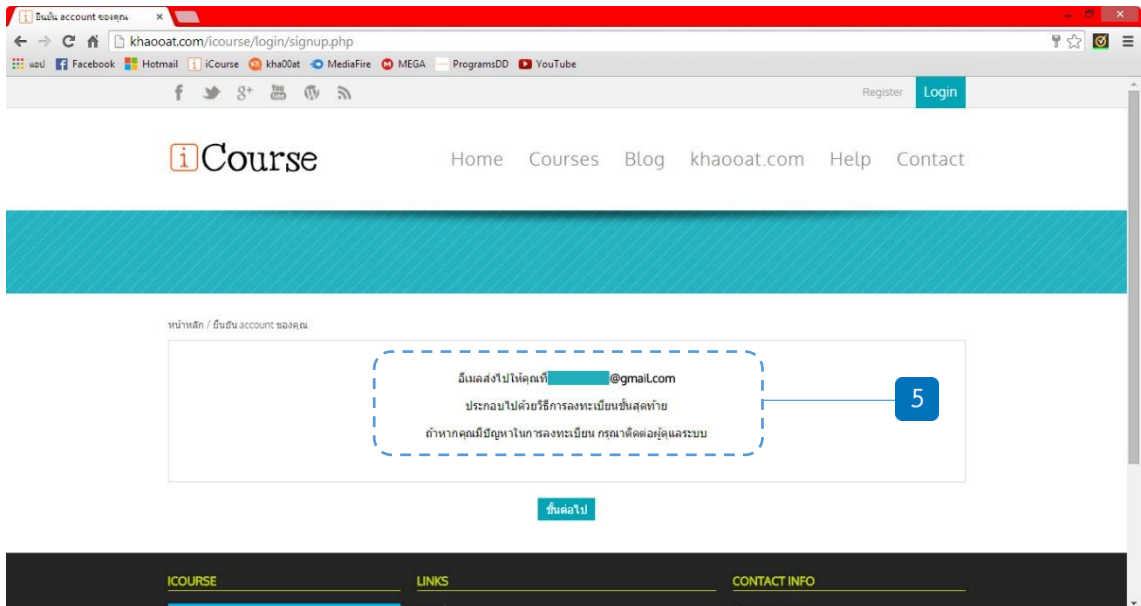 ยืนยัน account ของคุณ
khaooat.com/icourse/login/signup.php
แอป Facebook Hotmail iCourse kha00at MediaFire MEGA ProgramsDD YouTube
Register Login
iCourse
Home Courses Blog khaooat.com Help Contact
หน้าหลัก / ยืนยัน account ของคุณ
อีเมลส่งไปให้คุณที่ @gmail.com
ประกอบไปด้วยวิธีการลงทะเบียนขั้นสุดท้าย
ถ้าหากคุณมีปัญหาในการลงทะเบียน กรุณาติดต่อผู้ดูแลระบบ
5
ขั้นต่อไป
ICOURSE LINKS CONTACT INFO